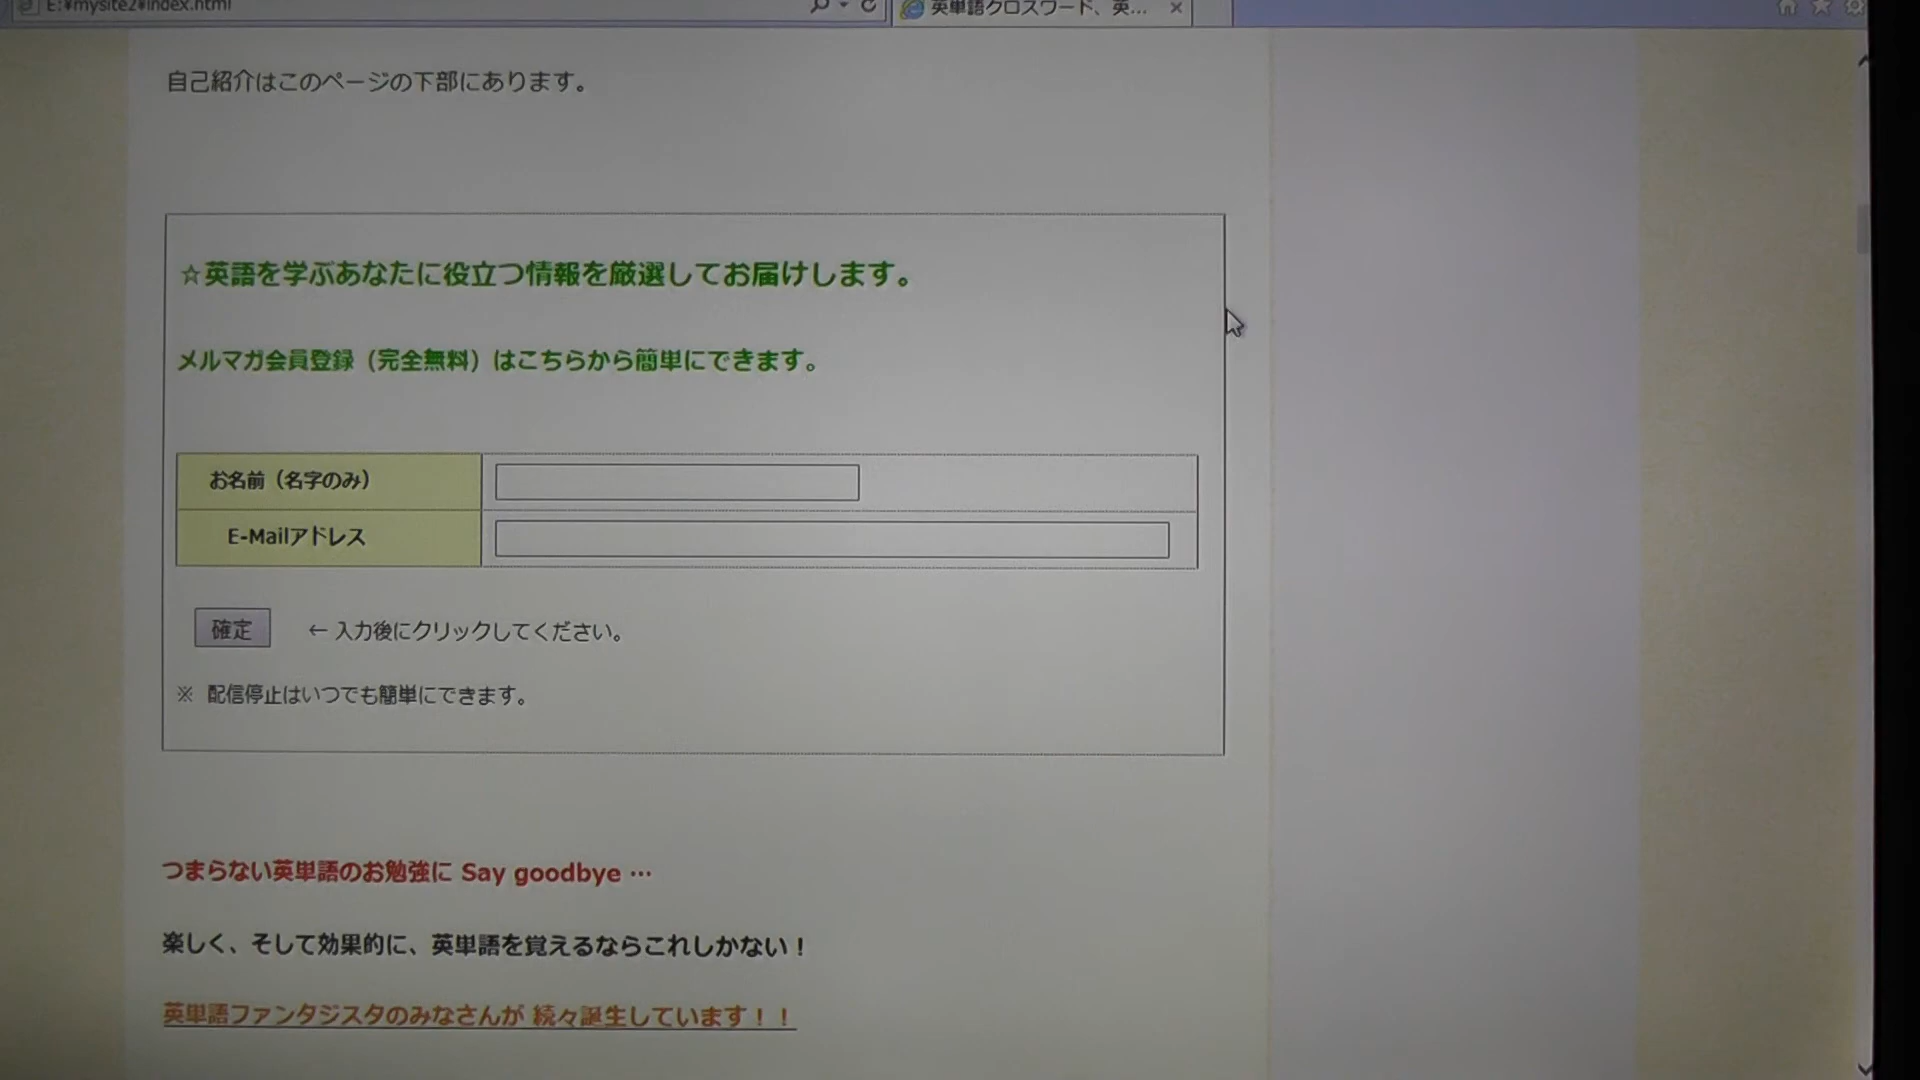 E:¥mysite2¥index.html
英単語クロスワード、英...
自己紹介はこのページの下部にあります。
☆英語を学ぶあなたに役立つ情報を厳選してお届けします。
メルマガ会員登録（完全無料）はこちらから簡単にできます。
お名前（名字のみ）
E-Mailアドレス
確定 ← 入力後にクリックしてください。
※ 配信停止はいつでも簡単にできます。
つまらない英単語のお勉強に Say goodbye …
楽しく、そして効果的に、英単語を覚えるならこれしかない！
英単語ファンタジスタのみなさんが 続々誕生しています！！